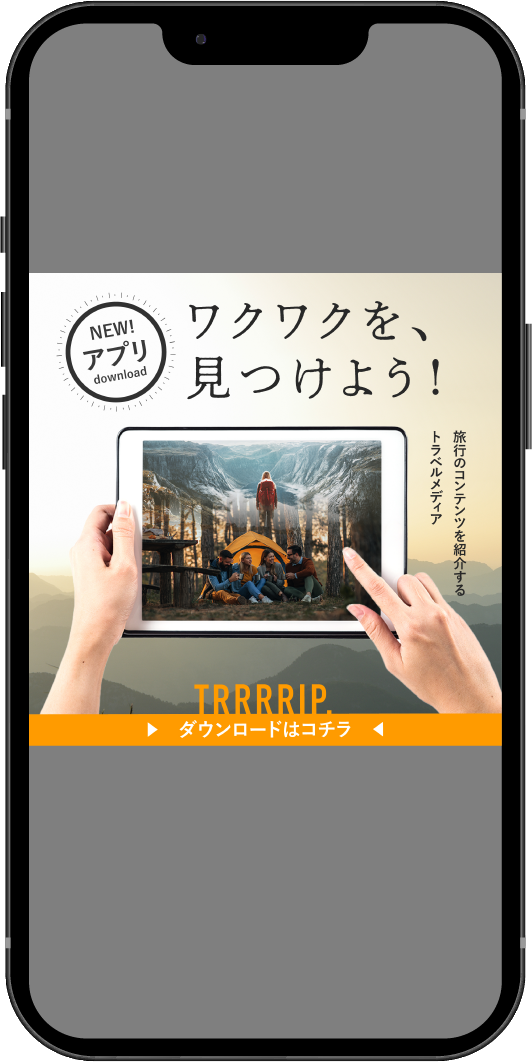 NEW!
アプリ
download
ワクワクを、
見つけよう!
旅行のコンテンツを紹介する
トラベルメディア
TRRRRIP.
ダウンロードはコチラ